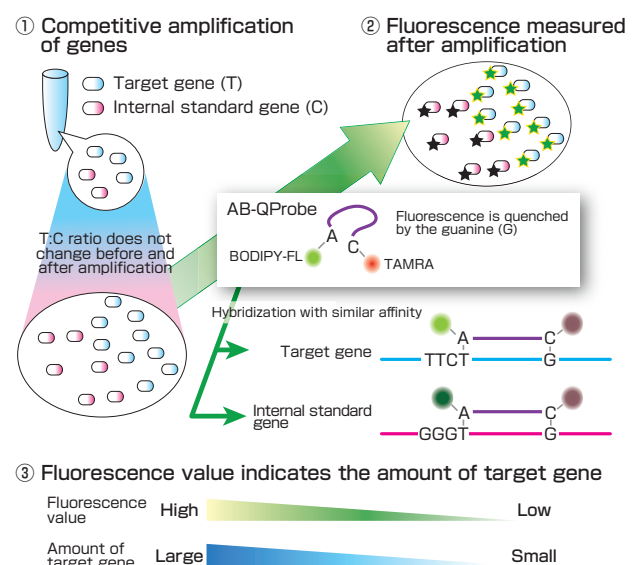 ① Competitive amplification
of genes
② Fluorescence measured
after amplification
Target gene (T)
Internal standard gene (C)
T:C ratio does not
change before and
after amplification
AB-QProbe
Fluorescence is quenched
by the guanine (G)
A
C
BODIPY-FL
TAMRA
Hybridization with similar affinity
Target gene
A C
TTCT G
Internal standard
gene
A C
GGGT G
③ Fluorescence value indicates the amount of target gene
Fluorescence
value
High
Low
Amount of
target gene
Large
Small